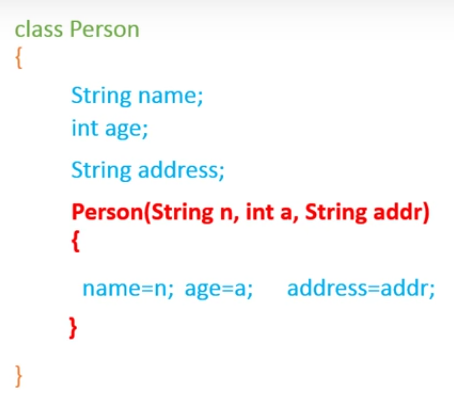 class Person
{
String name;
int age;
String address;
Person(String n, int a, String addr)
{
name=n; age=a; address=addr;
}
}